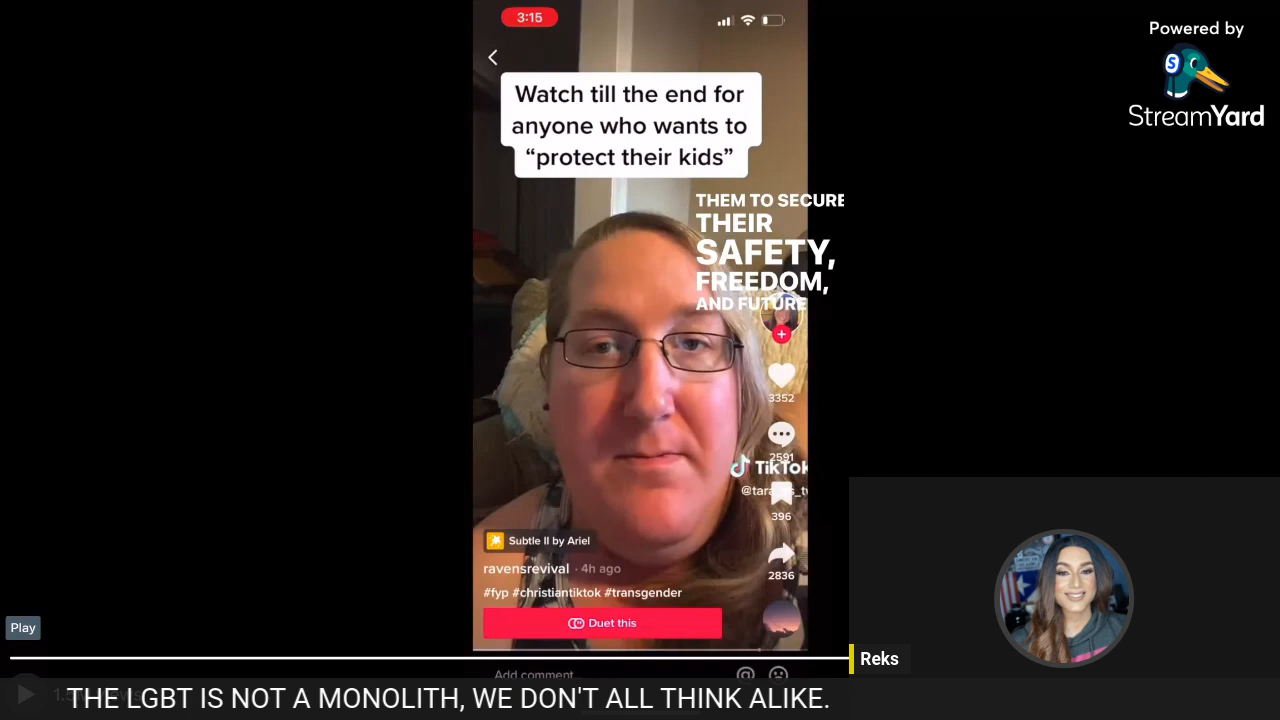 3:15
Powered by
StreamYard
Watch till the end for
anyone who wants to
“protect their kids”
THEM TO SECURE
THEIR
SAFETY,
FREEDOM,
AND FUTURE
3352
2591
TikTok
396
2836
Subtle II by Ariel
ravensrevival · 4h ago
#fyp #christiantiktok #transgender
Duet this
Play
Reks
Add comment...
THE LGBT IS NOT A MONOLITH, WE DON'T ALL THINK ALIKE.